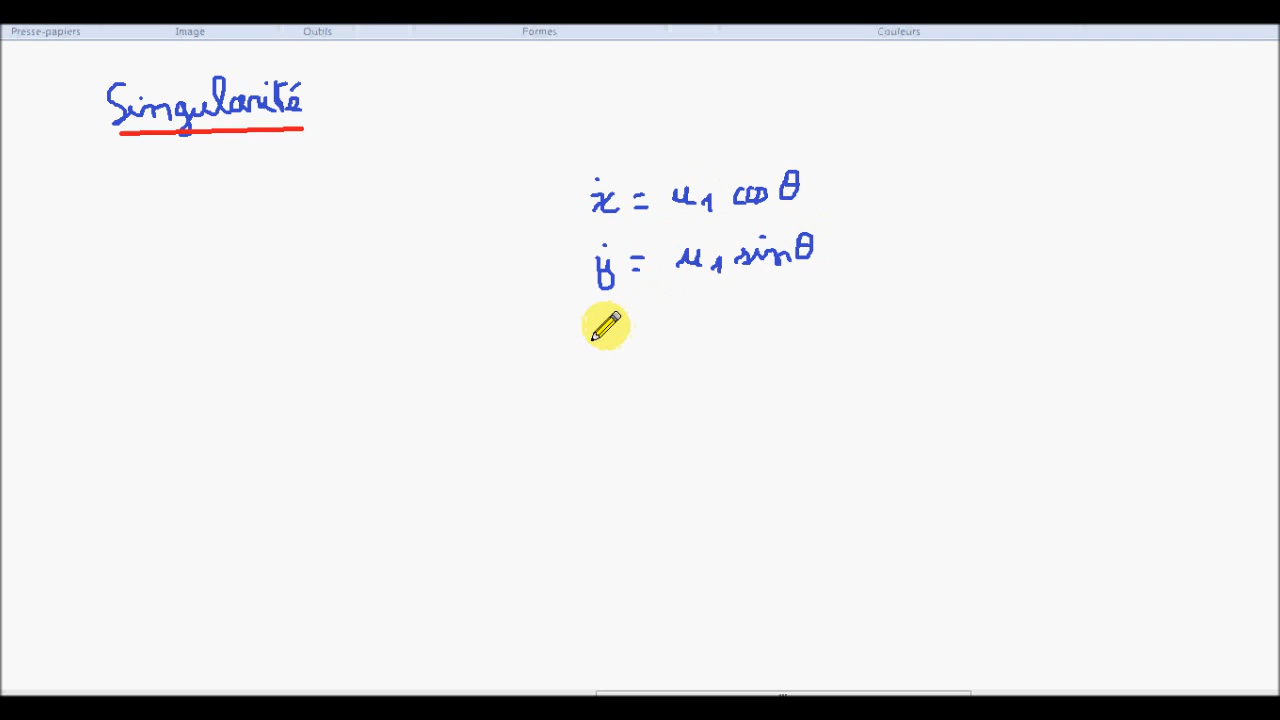 Presse-papiers Image Outils Formes Couleurs
Singularité
ẋ = u₁ cos θ
ẏ = u₁ sin θ